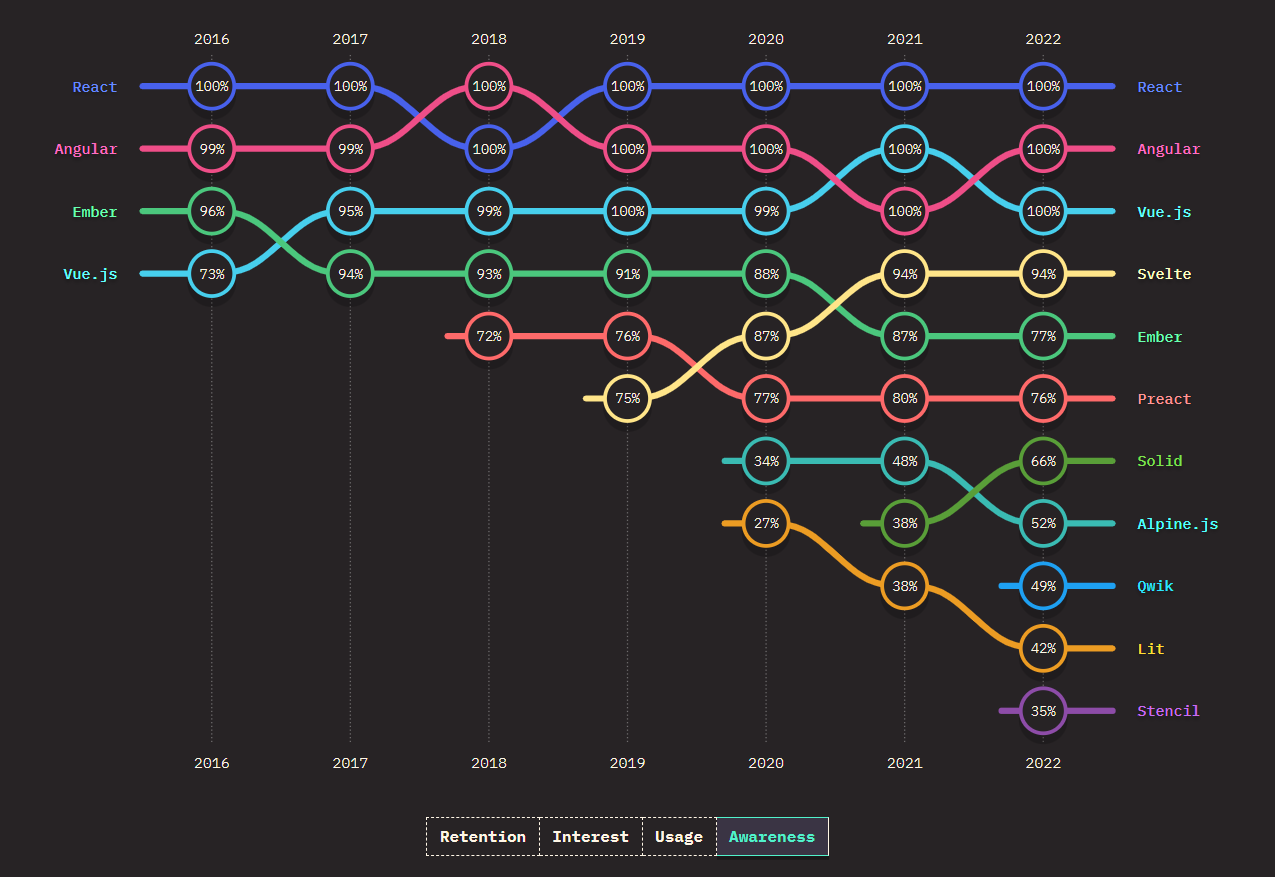 2016 2017 2018 2019 2020 2021 2022
React 100% 100% 100% 100% 100% 100% 100% React
Angular 99% 99% 100% 100% 100% 100% 100% Angular
Ember 96% 95% 99% 100% 99% 100% 100% Vue.js
Vue.js 73% 94% 93% 91% 88% 94% 94% Svelte
72% 76% 87% 87% 77% Ember
75% 77% 80% 76% Preact
34% 48% 66% Solid
27% 38% 52% Alpine.js
38% 49% Qwik
42% Lit
35% Stencil
2016 2017 2018 2019 2020 2021 2022
Retention Interest Usage Awareness